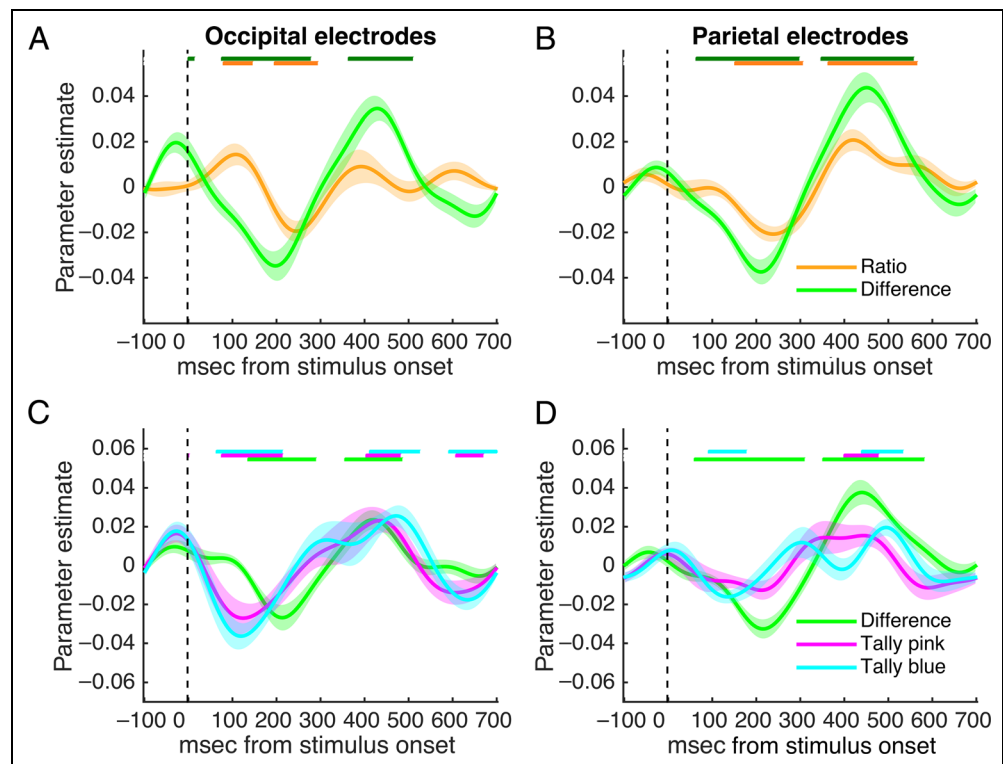 A
Occipital electrodes
Parameter estimate
0.04
0.02
0
−0.02
−0.04
−100 0 100 200 300 400 500 600 700
msec from stimulus onset
B
Parietal electrodes
Parameter estimate
0.04
0.02
0
−0.02
−0.04
Ratio
Difference
−100 0 100 200 300 400 500 600 700
msec from stimulus onset
C
Parameter estimate
0.06
0.04
0.02
0
−0.02
−0.04
−0.06
−100 0 100 200 300 400 500 600 700
msec from stimulus onset
D
Parameter estimate
0.06
0.04
0.02
0
−0.02
−0.04
−0.06
Difference
Tally pink
Tally blue
−100 0 100 200 300 400 500 600 700
msec from stimulus onset